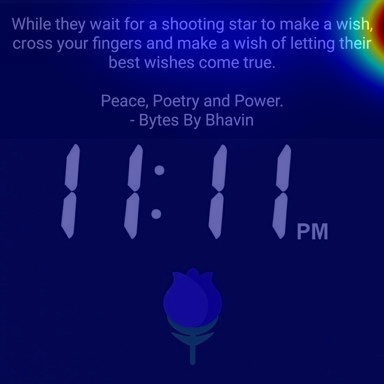 While they wait for a shooting star to make a wish,
cross your fingers and make a wish of letting their
best wishes come true.
Peace, Poetry and Power.
- Bytes By Bhavin
11:11 PM